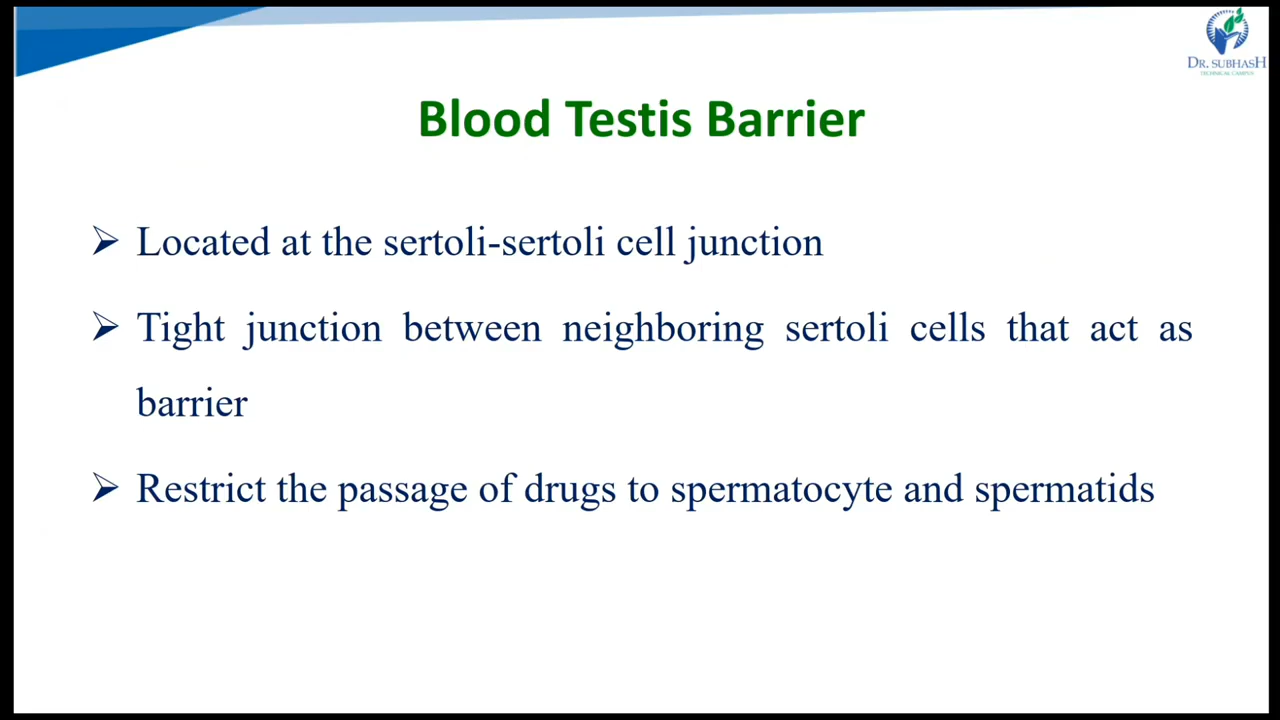 DR. SUBHASH
TECHNICAL CAMPUS
Blood Testis Barrier
➢ Located at the sertoli-sertoli cell junction
➢ Tight junction between neighboring sertoli cells that act as
barrier
➢ Restrict the passage of drugs to spermatocyte and spermatids